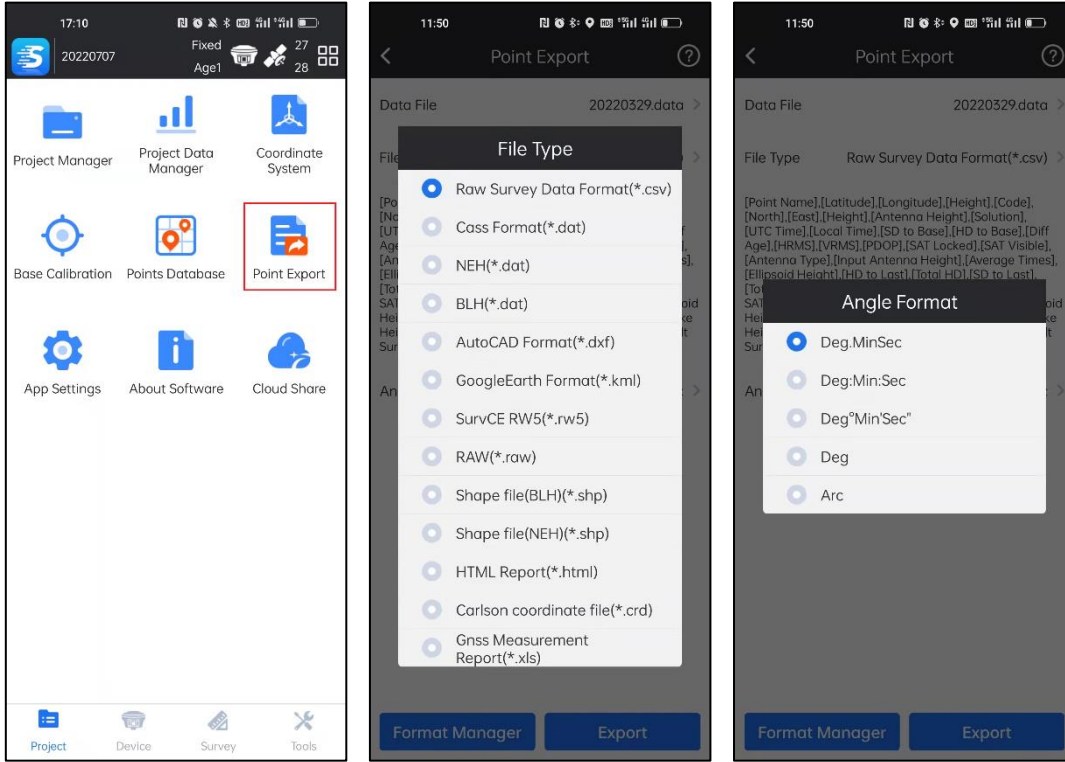 17:10
20220707
Fixed
Age1
27
28
Project Manager
Project Data
Manager
Coordinate
System
Base Calibration
Points Database
Point Export
App Settings
About Software
Cloud Share
Project
Device
Survey
Tools
11:50
Point Export
Data File
20220329.data
File Type
Raw Survey Data Format(*.csv)
Cass Format(*.dat)
NEH(*.dat)
BLH(*.dat)
AutoCAD Format(*.dxf)
GoogleEarth Format(*.kml)
SurvCE RW5(*.rw5)
RAW(*.raw)
Shape file(BLH)(*.shp)
Shape file(NEH)(*.shp)
HTML Report(*.html)
Carlson coordinate file(*.crd)
Gnss Measurement
Report(*.xls)
Format Manager
Export
11:50
Point Export
Data File
20220329.data
File Type
Raw Survey Data Format(*.csv)
[Point Name],[Latitude],[Longitude],[Height],[Code],
[North],[East],[Height],[Antenna Height],[Solution],
[UTC Time],[Local Time],[SD to Base],[HD to Base],[Diff
Age],[HRMS],[VRMS],[PDOP],[SAT Locked],[SAT Visible],
[Antenna Type],[Input Antenna Height],[Average Times],
[Ellipsoid Height],[HD to Last],[Total HD],[SD to Last],
Angle Format
Deg.MinSec
Deg:Min:Sec
Deg°Min'Sec"
Deg
Arc
Format Manager
Export